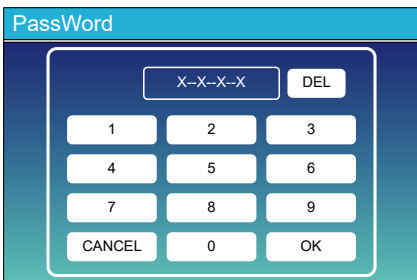 PassWord
X--X--X--X DEL
1 2 3
4 5 6
7 8 9
CANCEL 0 OK